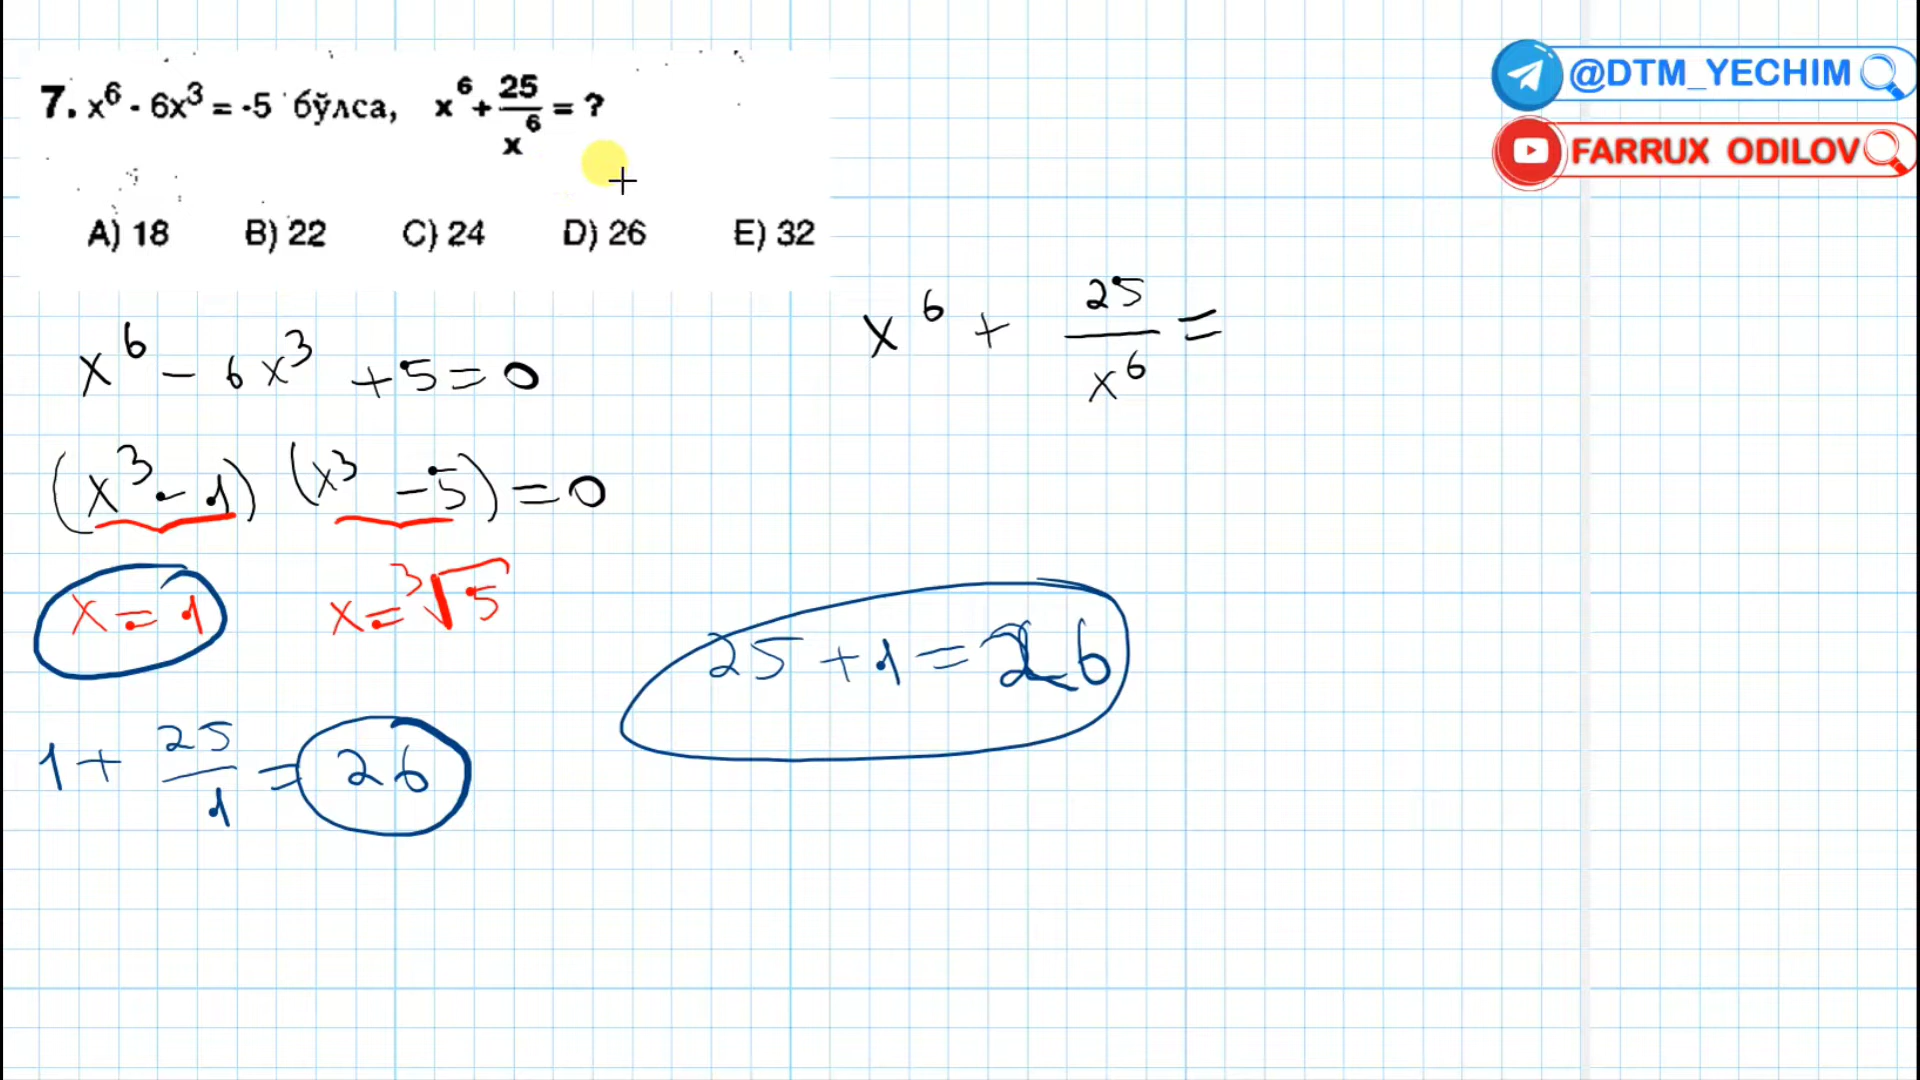 7. x⁶ - 6x³ = -5 бўлса, x⁶ + 25/x⁶ = ?
A) 18 B) 22 C) 24 D) 26 E) 32
@DTM_YECHIM
FARRUX ODILOV
x⁶ + 25/x⁶ =
x⁶ - 6x³ + 5 = 0
(x³ - 1) (x³ - 5) = 0
x = 1 x = ³√5
25 + 1 = 26
1 + 25/1 = 26